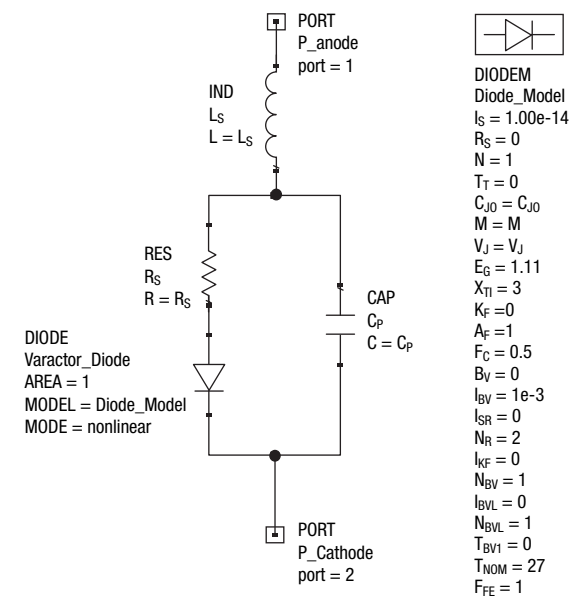 PORT
P_anode
port = 1
IND
LS
L = LS
RES
RS
R = RS
CAP
CP
C = CP
DIODE
Varactor_Diode
AREA = 1
MODEL = Diode_Model
MODE = nonlinear
PORT
P_Cathode
port = 2
DIODEM
Diode_Model
IS = 1.00e-14
RS = 0
N = 1
TT = 0
CJO = CJO
M = M
VJ = VJ
EG = 1.11
XTI = 3
KF =0
AF =1
FC = 0.5
BV = 0
IBV = 1e-3
ISR = 0
NR = 2
IKF = 0
NBV = 1
IBVL = 0
NBVL = 1
TBV1 = 0
TNOM = 27
FFE = 1